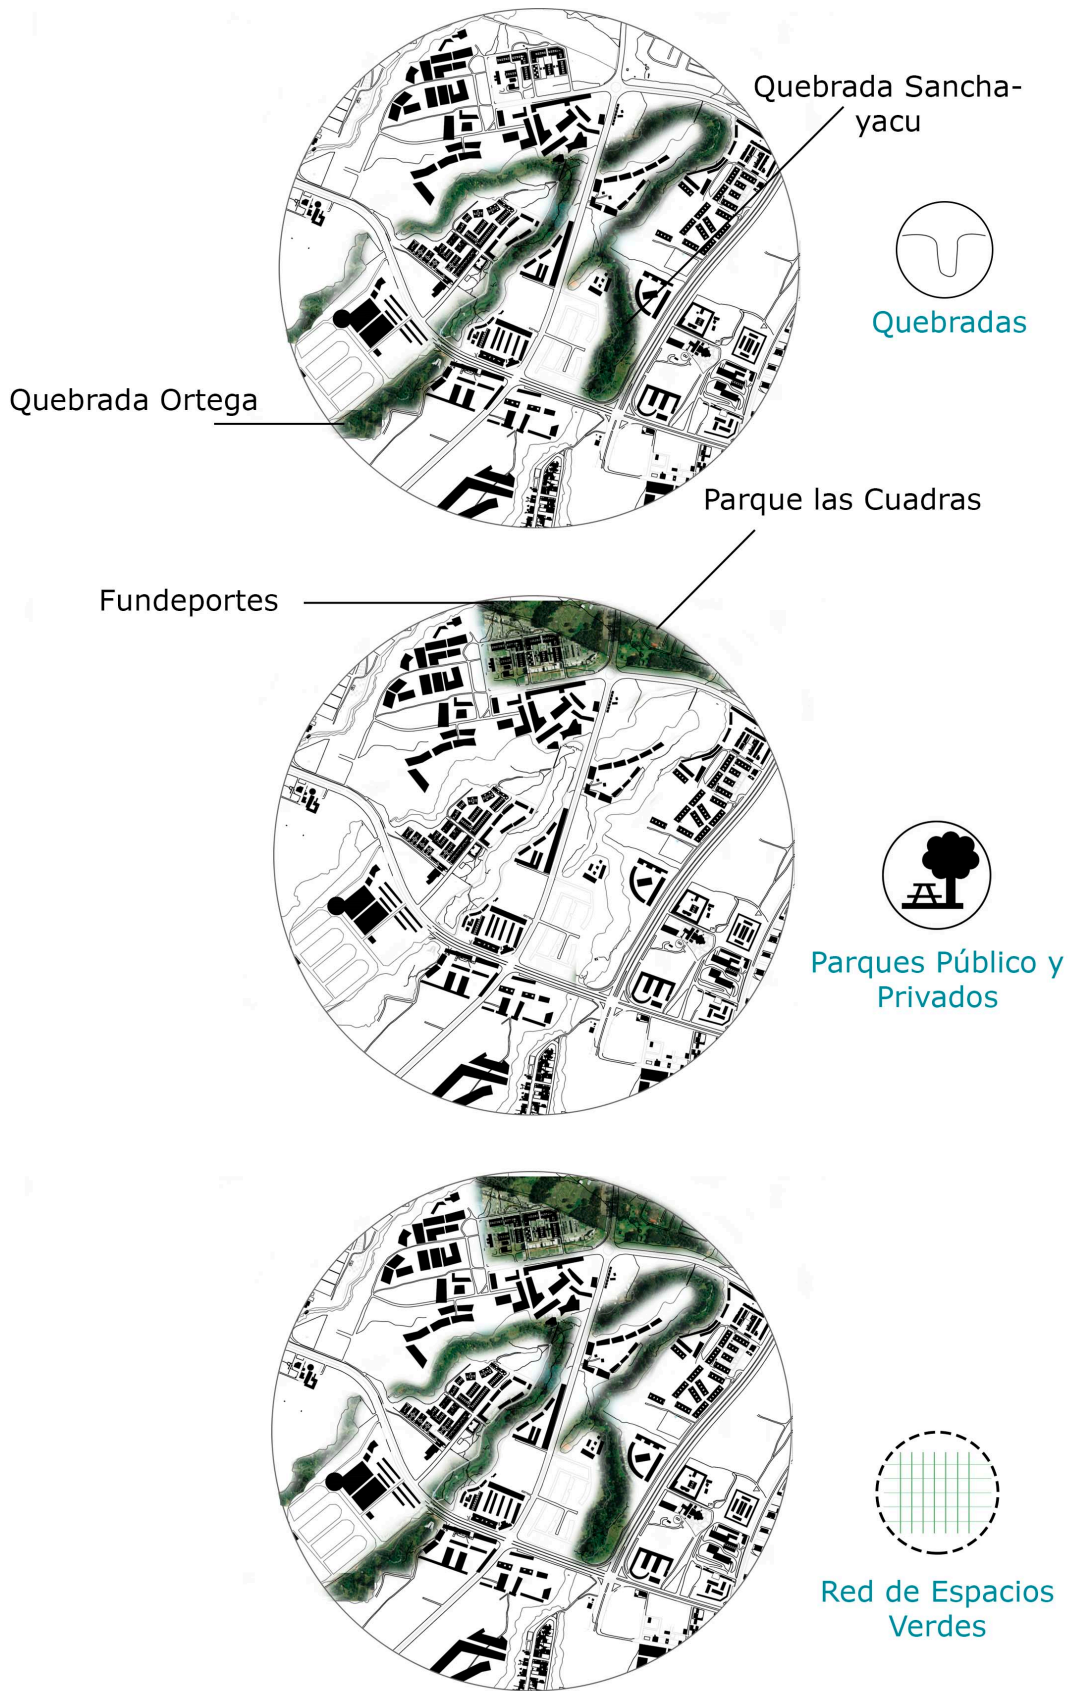 Quebrada Sancha-
yacu
Quebradas
Quebrada Ortega
Parque las Cuadras
Fundeportes
Parques Público y
Privados
Red de Espacios
Verdes